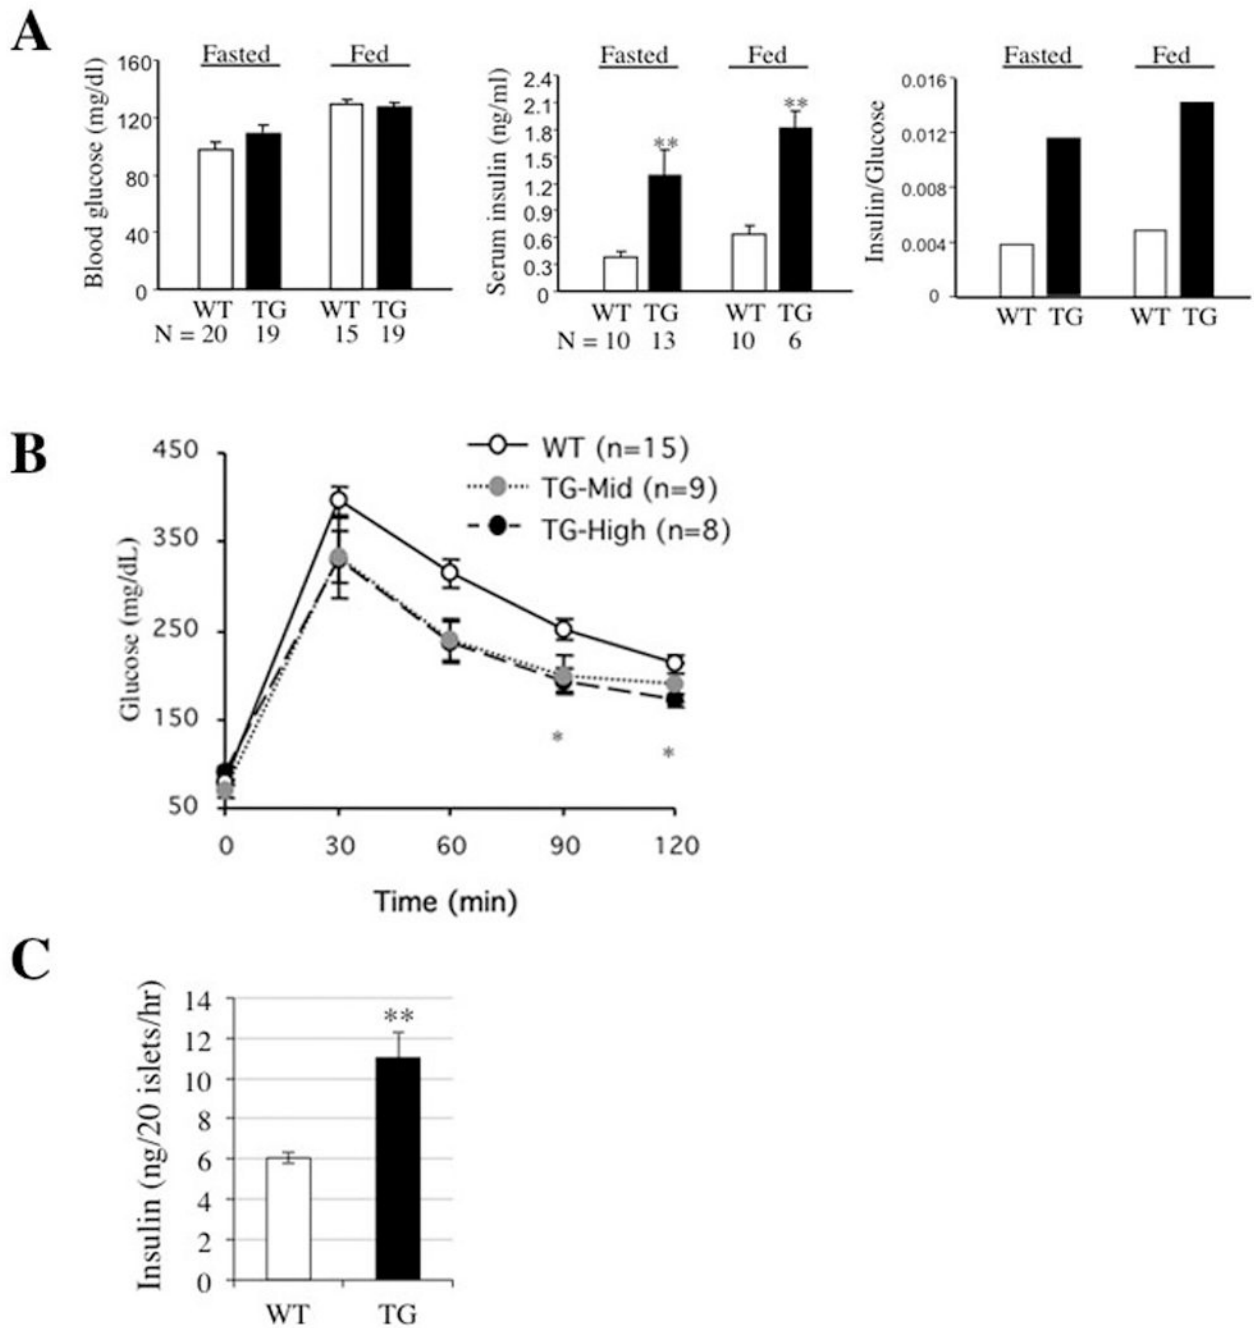 A
Fasted Fed
160
120
80
40
0
Blood glucose (mg/dl)
WT TG WT TG
N = 20 19 15 19
Fasted Fed
2.4
2.1
1.8
1.5
1.2
0.9
0.6
0.3
0
Serum insulin (ng/ml)
** **
WT TG WT TG
N = 10 13 10 6
Fasted Fed
0.016
0.012
0.008
0.004
0
Insulin/Glucose
WT TG WT TG
B
450
350
250
150
50
Glucose (mg/dL)
WT (n=15)
TG-Mid (n=9)
TG-High (n=8)
* *
0 30 60 90 120
Time (min)
C
14
12
10
8
6
4
2
0
Insulin (ng/20 islets/hr)
**
WT TG